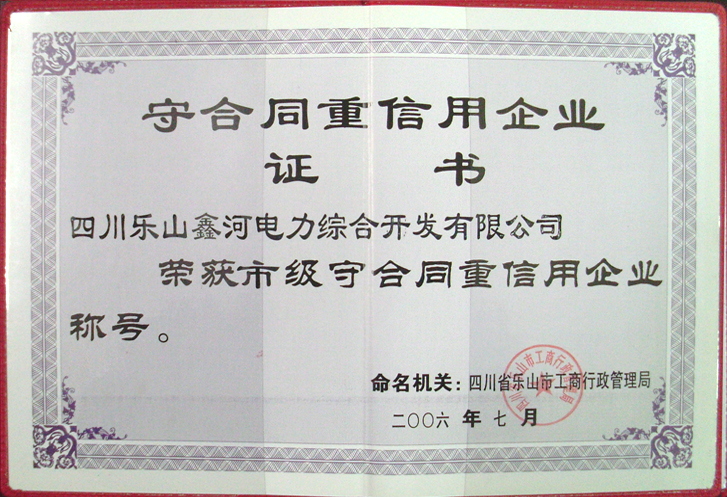 守合同重信用企业
证 书
四川乐山鑫河电力综合开发有限公司
荣获市级守合同重信用企业
称号。
命名机关：四川省乐山市工商行政管理局
二〇〇六 年 七 月